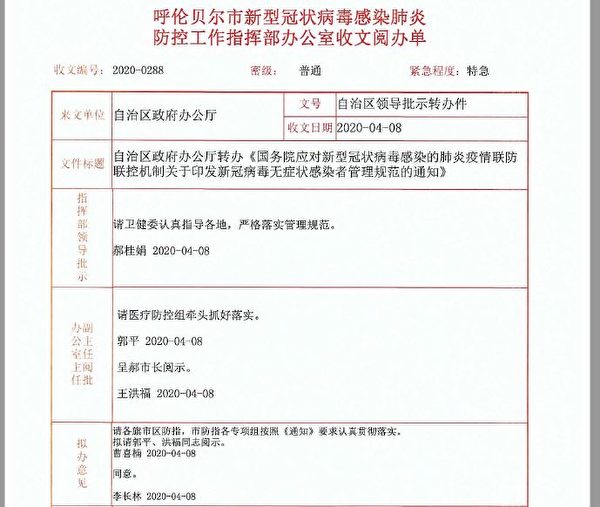 呼伦贝尔市新型冠状病毒感染肺炎
防控工作指挥部办公室收文阅办单
收文编号: 2020-0288 密级: 普通 紧急程度: 特急
来文单位 自治区政府办公厅 文号 自治区领导批示转办件
收文日期 2020-04-08
文件标题 自治区政府办公厅转办《国务院应对新型冠状病毒感染的肺炎疫情联防
联控机制关于印发新冠病毒无症状感染者管理规范的通知》
指挥部领导批示
请卫健委认真指导各地，严格落实管理规范。
郝桂娟 2020-04-08
办公室主任
副主任阅批
请医疗防控组牵头抓好落实。
郭平 2020-04-08
呈郝市长阅示。
王洪福 2020-04-08
拟办意见
请各旗市区防指，市防指各专项组按照《通知》要求认真贯彻落实。
拟请郭平、洪福同志阅示。
曹喜楠 2020-04-08
同意。
李长林 2020-04-08